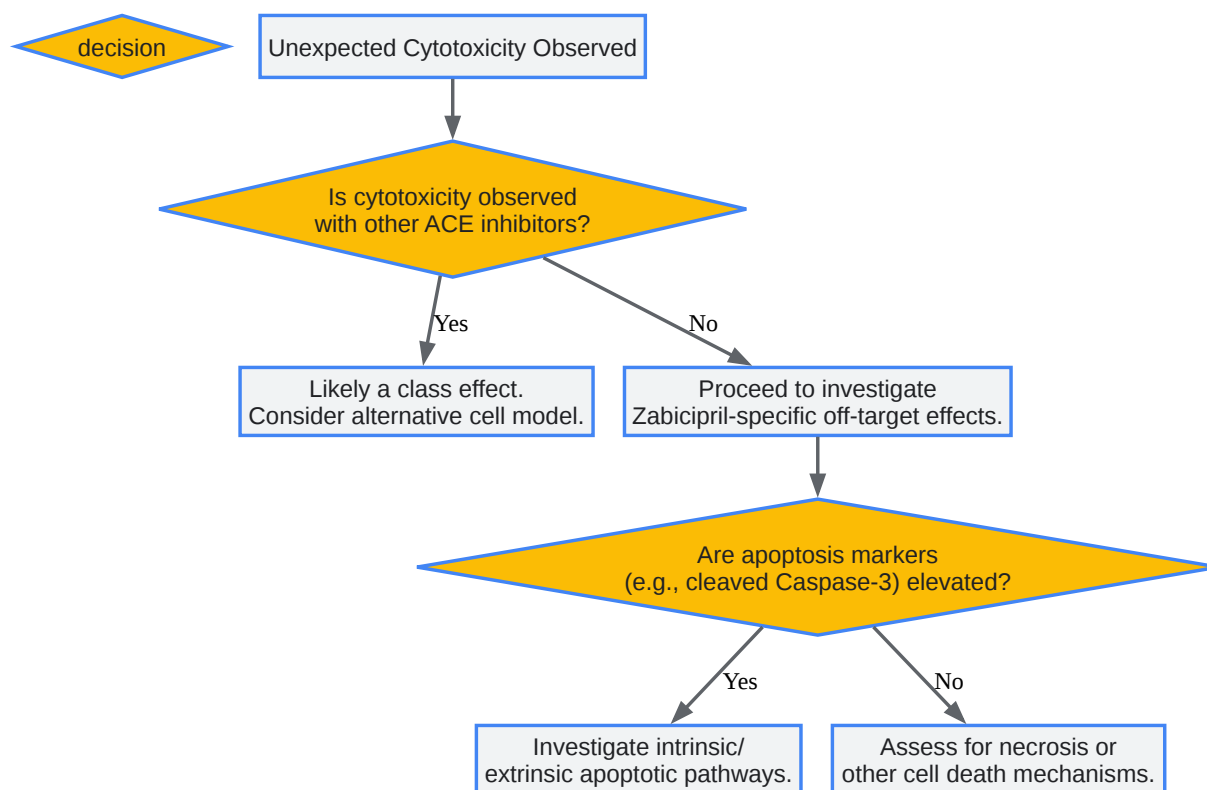 decision
Unexpected Cytotoxicity Observed
Is cytotoxicity observed
with other ACE inhibitors?
Yes
No
Likely a class effect.
Consider alternative cell model.
Proceed to investigate
Zabicipril-specific off-target effects.
Are apoptosis markers
(e.g., cleaved Caspase-3) elevated?
Yes
No
Investigate intrinsic/
extrinsic apoptotic pathways.
Assess for necrosis or
other cell death mechanisms.